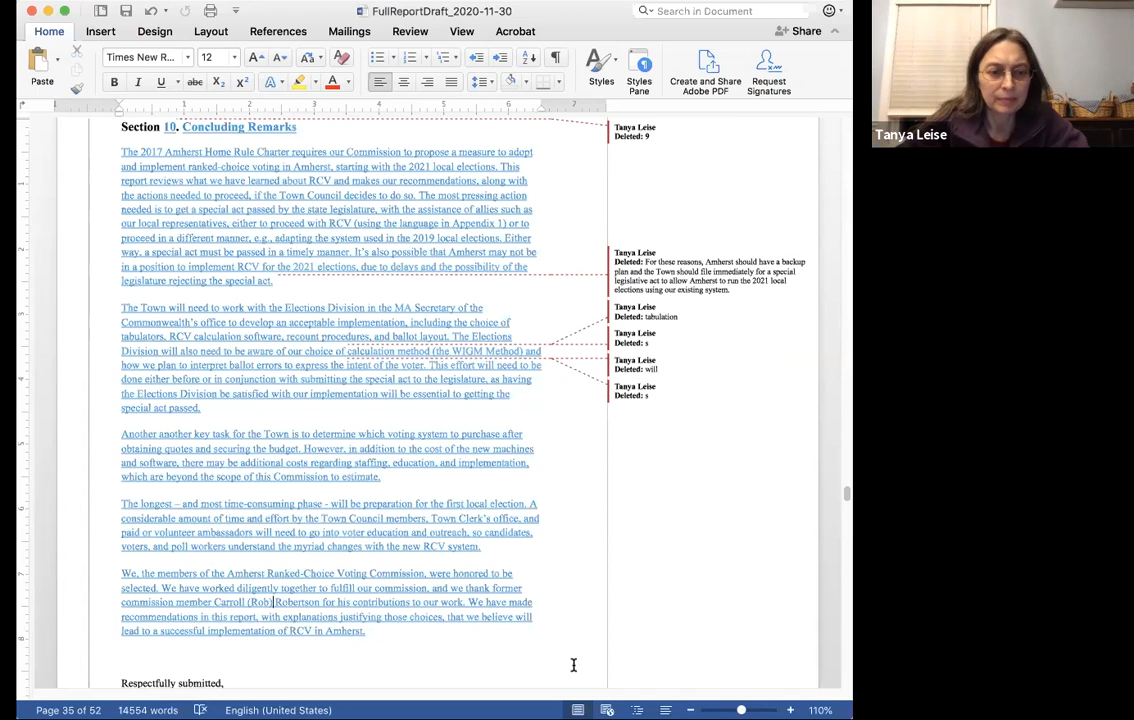 FullReportDraft_2020-11-30
Search in Document
Home Insert Design Layout References Mailings Review View Acrobat
Share
Paste
Times New R... 12
Styles
Styles Pane
Create and Share Adobe PDF
Request Signatures
1 1 2 3 4 5 6 7
Section 10. Concluding Remarks
The 2017 Amherst Home Rule Charter requires our Commission to propose a measure to adopt
and implement ranked-choice voting in Amherst, starting with the 2021 local elections. This
report reviews what we have learned about RCV and makes our recommendations, along with
the actions needed to proceed, if the Town Council decides to do so. The most pressing action
needed is to get a special act passed by the state legislature, with the assistance of allies such as
our local representatives, either to proceed with RCV (using the language in Appendix 1) or to
proceed in a different manner, e.g., adapting the system used in the 2019 local elections. Either
way, a special act must be passed in a timely manner. It's also possible that Amherst may not be
in a position to implement RCV for the 2021 elections, due to delays and the possibility of the
legislature rejecting the special act.
The Town will need to work with the Elections Division in the MA Secretary of the
Commonwealth's office to develop an acceptable implementation, including the choice of
tabulators, RCV calculation software, recount procedures, and ballot layout. The Elections
Division will also need to be aware of our choice of calculation method (the WIGM Method) and
how we plan to interpret ballot errors to express the intent of the voter. This effort will need to be
done either before or in conjunction with submitting the special act to the legislature, as having
the Elections Division be satisfied with our implementation will be essential to getting the
special act passed.
Another another key task for the Town is to determine which voting system to purchase after
obtaining quotes and securing the budget. However, in addition to the cost of the new machines
and software, there may be additional costs regarding staffing, education, and implementation,
which are beyond the scope of this Commission to estimate.
The longest – and most time-consuming phase - will be preparation for the first local election. A
considerable amount of time and effort by the Town Council members, Town Clerk's office, and
paid or volunteer ambassadors will need to go into voter education and outreach, so candidates,
voters, and poll workers understand the myriad changes with the new RCV system.
We, the members of the Amherst Ranked-Choice Voting Commission, were honored to be
selected. We have worked diligently together to fulfill our commission, and we thank former
commission member Carroll (Rob) Robertson for his contributions to our work. We have made
recommendations in this report, with explanations justifying those choices, that we believe will
lead to a successful implementation of RCV in Amherst.
Respectfully submitted,
Tanya Leise
Deleted: 9
Tanya Leise
Deleted: For these reasons, Amherst should have a backup
plan and the Town should file immediately for a special
legislative act to allow Amherst to run the 2021 local
elections using our existing system.
Tanya Leise
Deleted: tabulation
Tanya Leise
Deleted: s
Tanya Leise
Deleted: will
Tanya Leise
Deleted: s
Page 35 of 52 14554 words English (United States) 110%
Tanya Leise